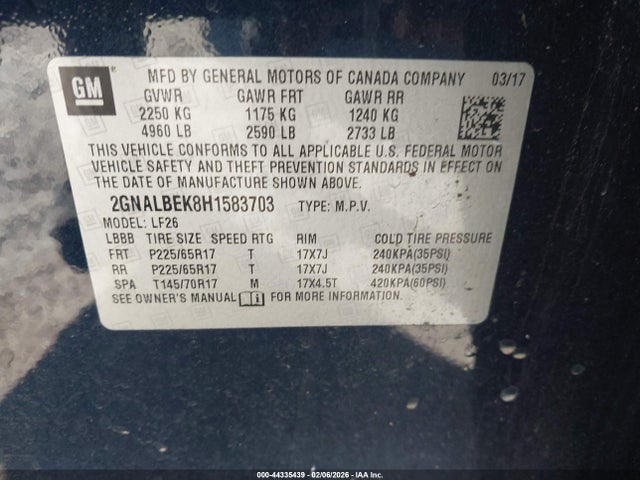 GM
MFD BY GENERAL MOTORS OF CANADA COMPANY 03/17
GVWR GAWR FRT GAWR RR
2250 KG 1175 KG 1240 KG
4960 LB 2590 LB 2733 LB
THIS VEHICLE CONFORMS TO ALL APPLICABLE U.S. FEDERAL MOTOR
VEHICLE SAFETY AND THEFT PREVENTION STANDARDS IN EFFECT ON
THE DATE OF MANUFACTURE SHOWN ABOVE.
2GNALBEK8H1583703 TYPE: M.P.V.
MODEL: LF26
LBBB TIRE SIZE SPEED RTG RIM COLD TIRE PRESSURE
FRT P225/65R17 T 17X7J 240KPA(35PSI)
RR P225/65R17 T 17X7J 240KPA(35PSI)
SPA T145/70R17 M 17X4.5T 420KPA(60PSI)
SEE OWNER'S MANUAL FOR ADDITIONAL INFORMATION.
000-44335439 - 02/06/2026 - IAA Inc.